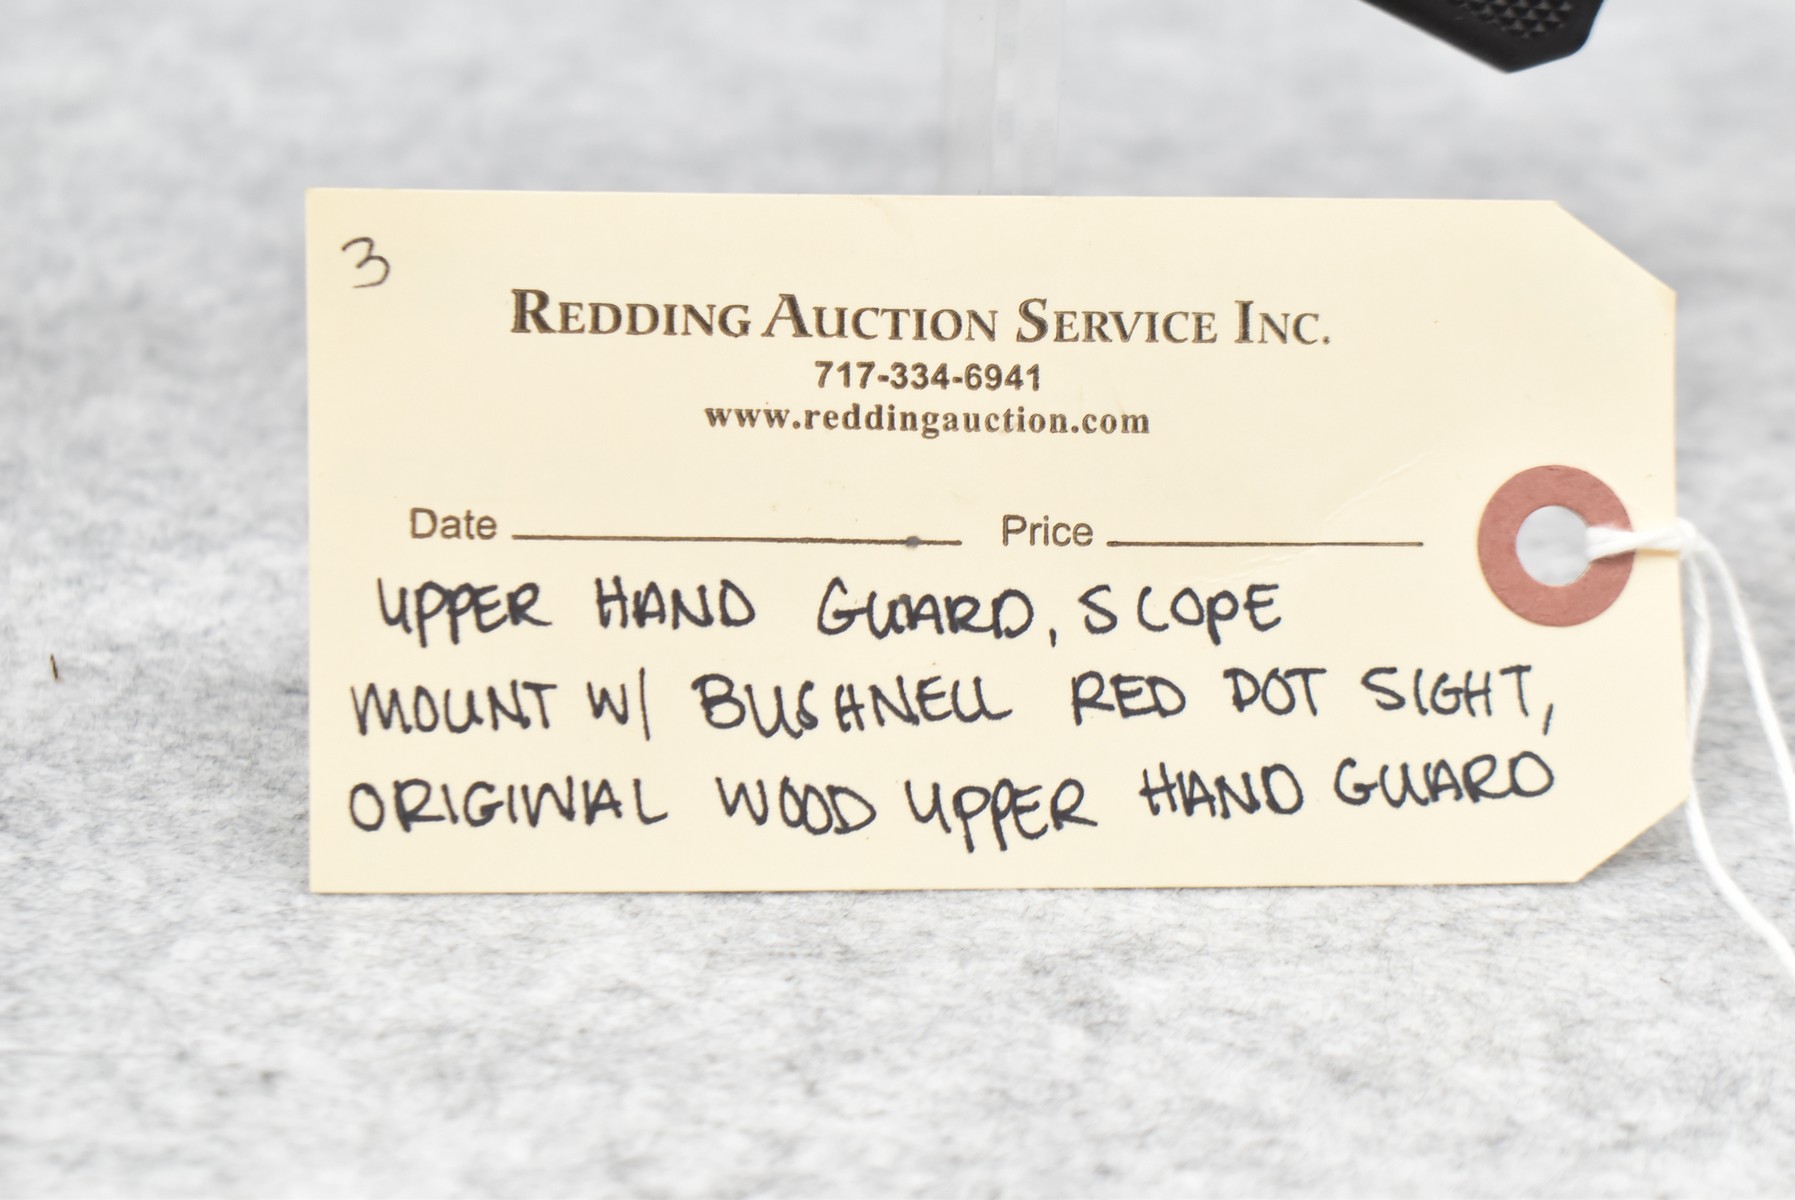 3
REDDING AUCTION SERVICE INC.
717-334-6941
www.reddingauction.com
Date Price
UPPER HAND GUARD, SCOPE
MOUNT W/ BUSHNELL RED DOT SIGHT,
ORIGINAL WOOD UPPER HAND GUARD